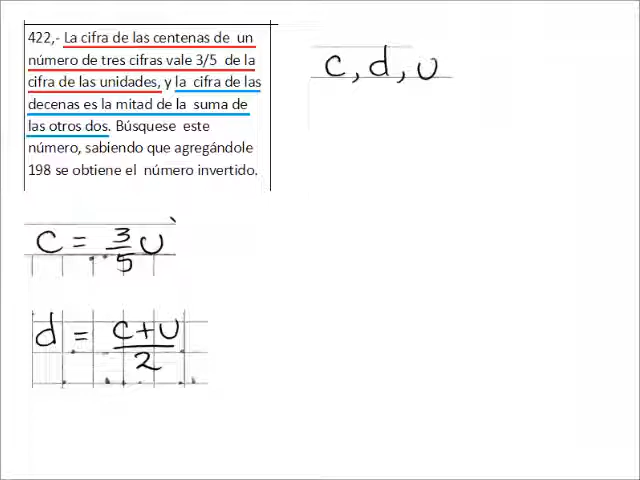 422,- La cifra de las centenas de un
número de tres cifras vale 3/5 de la
cifra de las unidades, y la cifra de las
decenas es la mitad de la suma de
las otros dos. Búsquese este
número, sabiendo que agregándole
198 se obtiene el número invertido.
c, d, u
c = 3/5 u
d = c+u/2